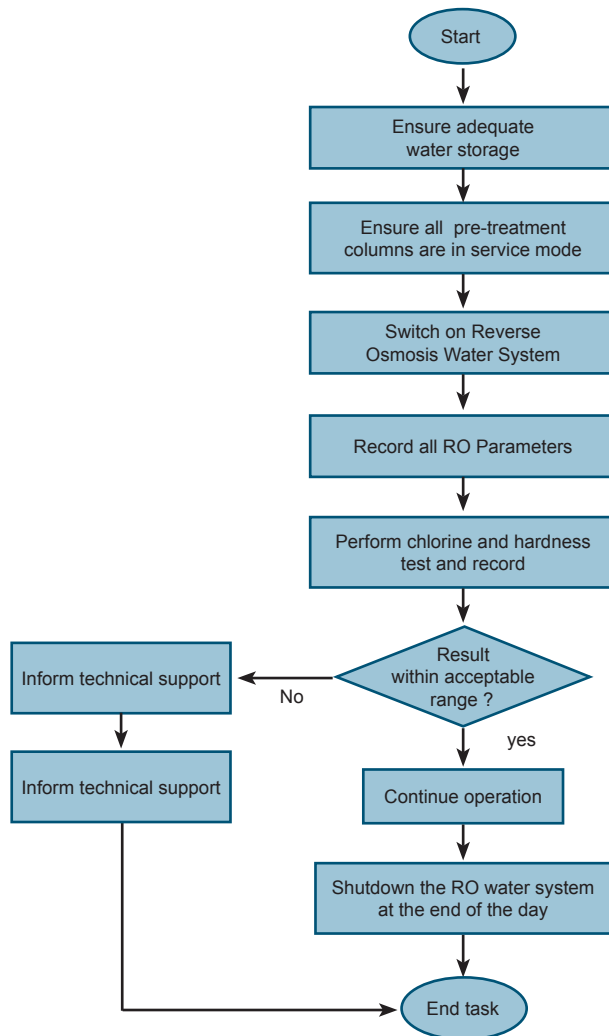 Start
Ensure adequate
water storage
Ensure all pre-treatment
columns are in service mode
Switch on Reverse
Osmosis Water System
Record all RO Parameters
Perform chlorine and hardness
test and record
Result
within acceptable
range ?
No
Inform technical support
Inform technical support
yes
Continue operation
Shutdown the RO water system
at the end of the day
End task